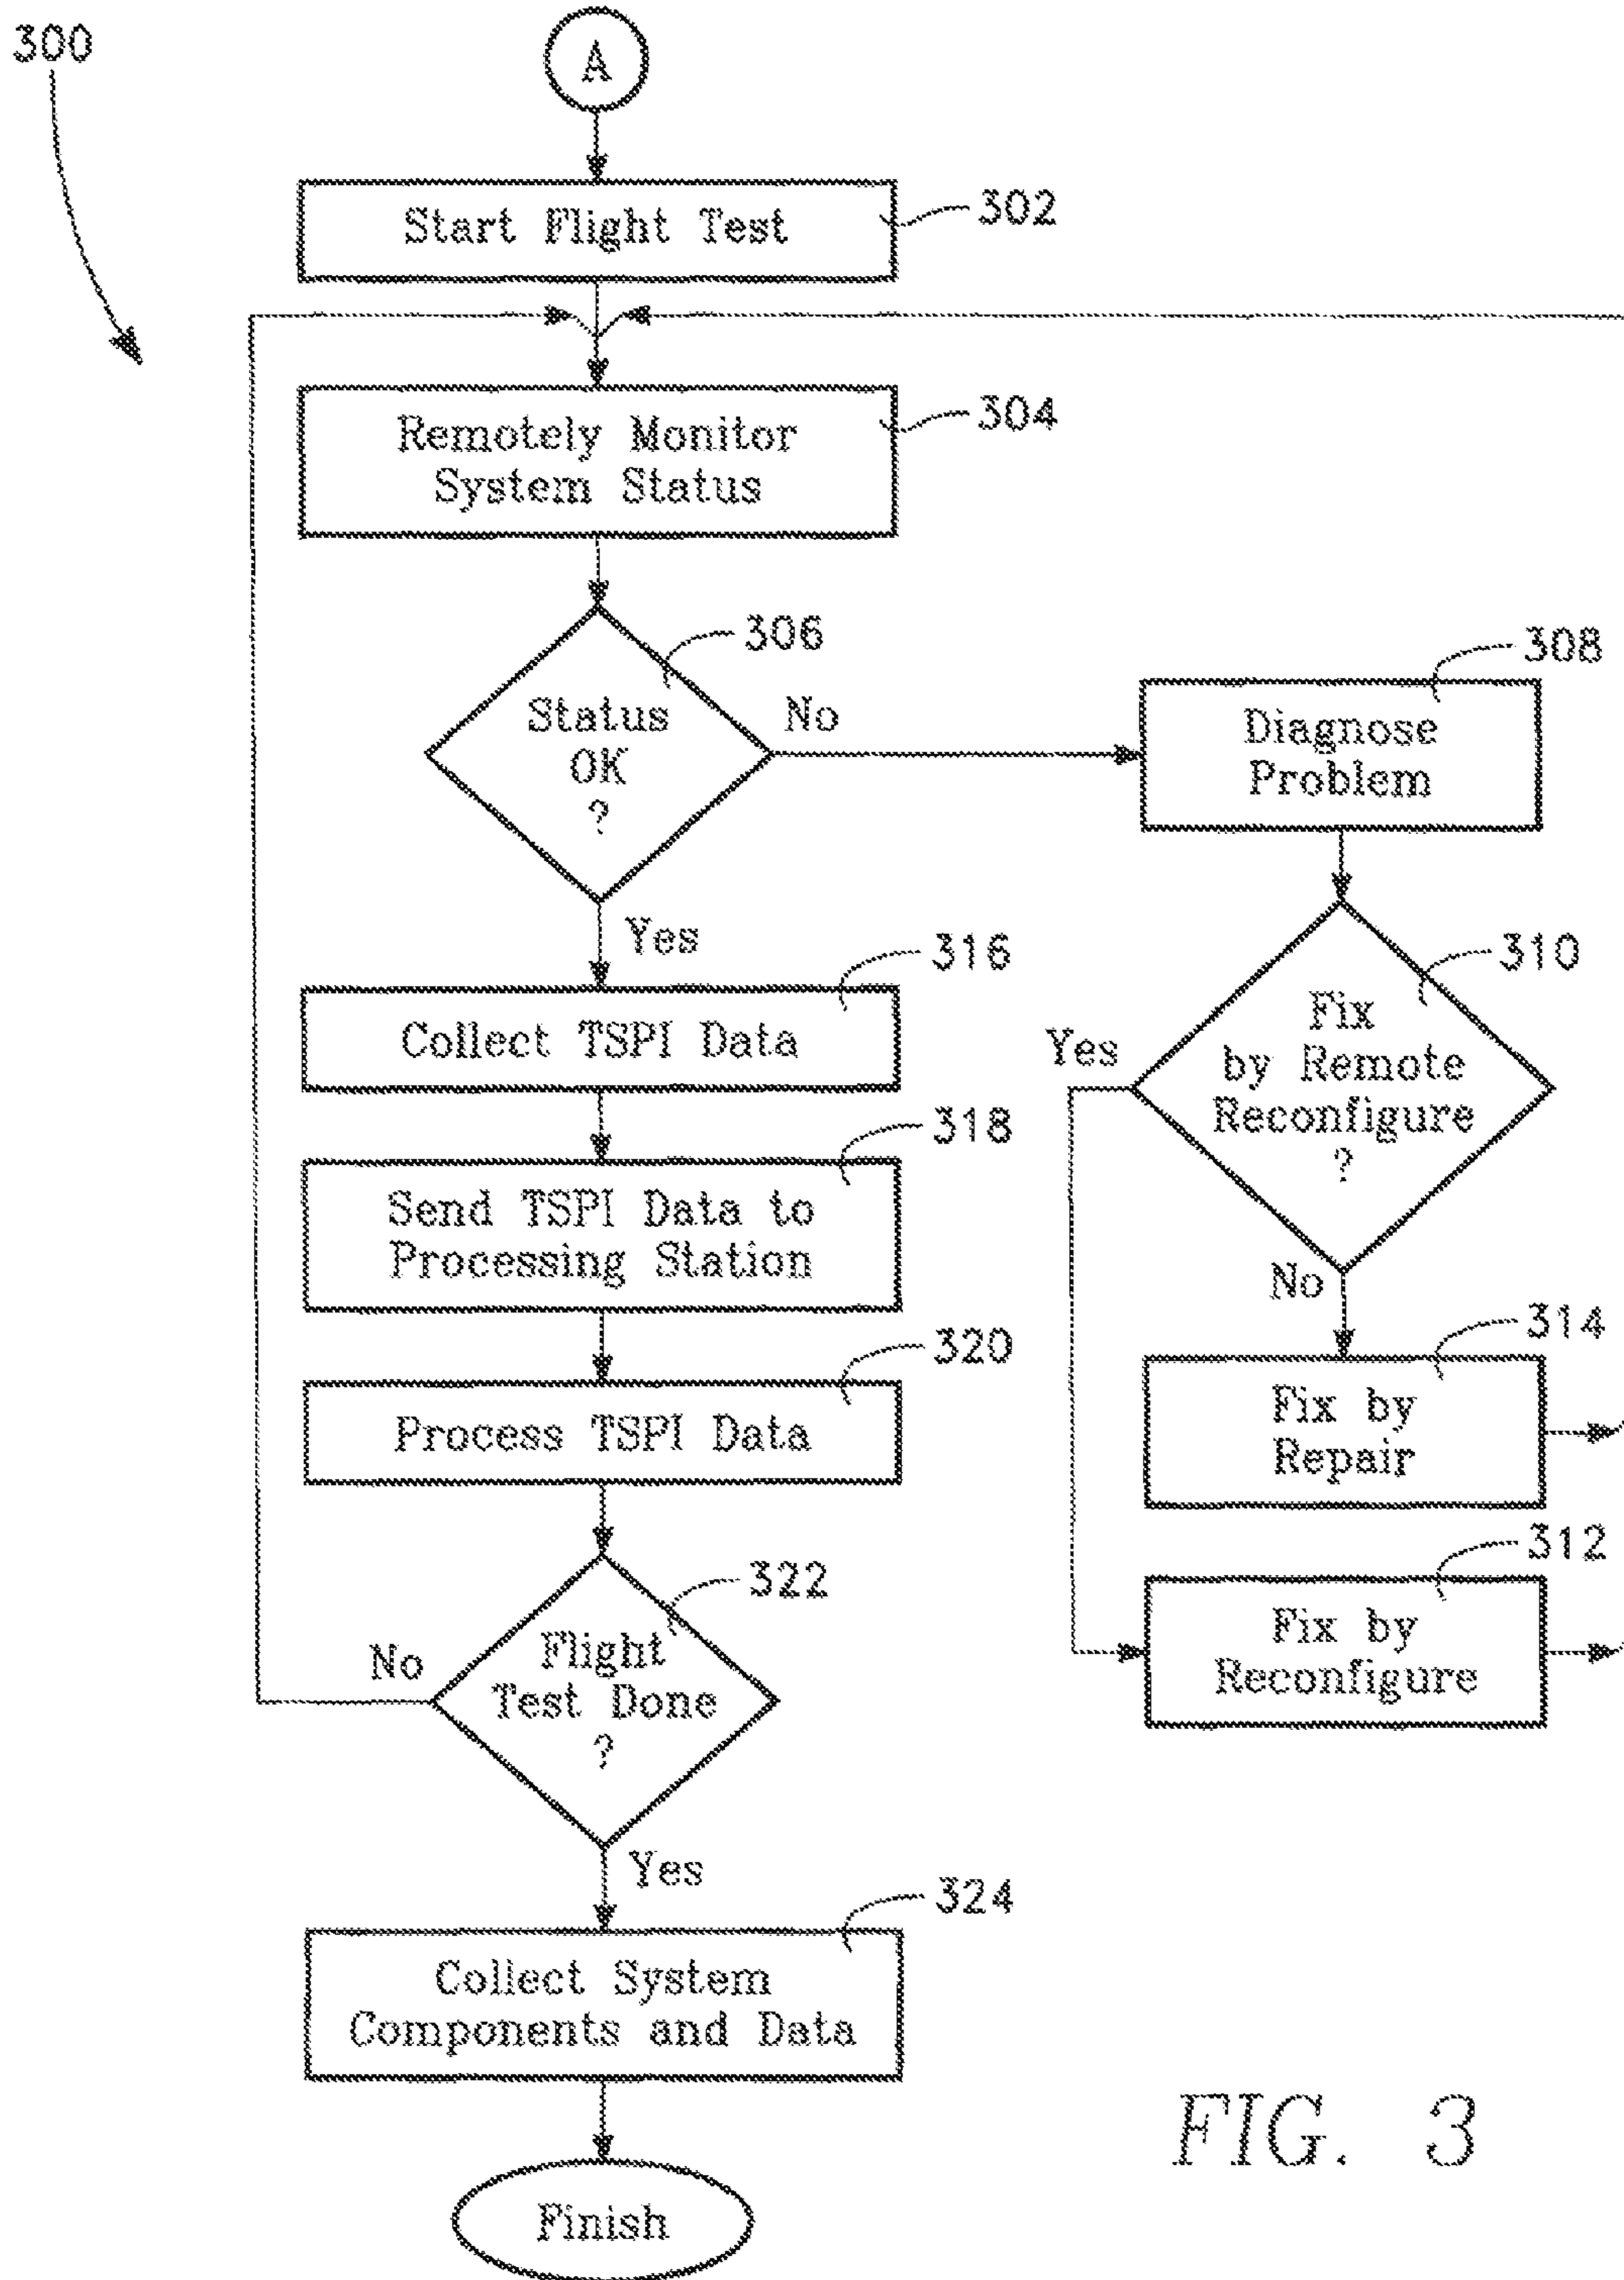 300
A
Start Flight Test
302
Remotely Monitor
System Status
304
306
Status
OK
?
No
Yes
308
Diagnose
Problem
310
Fix
by Remote
Reconfigure
?
Yes
No
314
Fix by
Repair
312
Fix by
Reconfigure
316
Collect TSPI Data
318
Send TSPI Data to
Processing Station
320
Process TSPI Data
322
Flight
Test Done
?
No
Yes
324
Collect System
Components and Data
Finish
FIG. 3